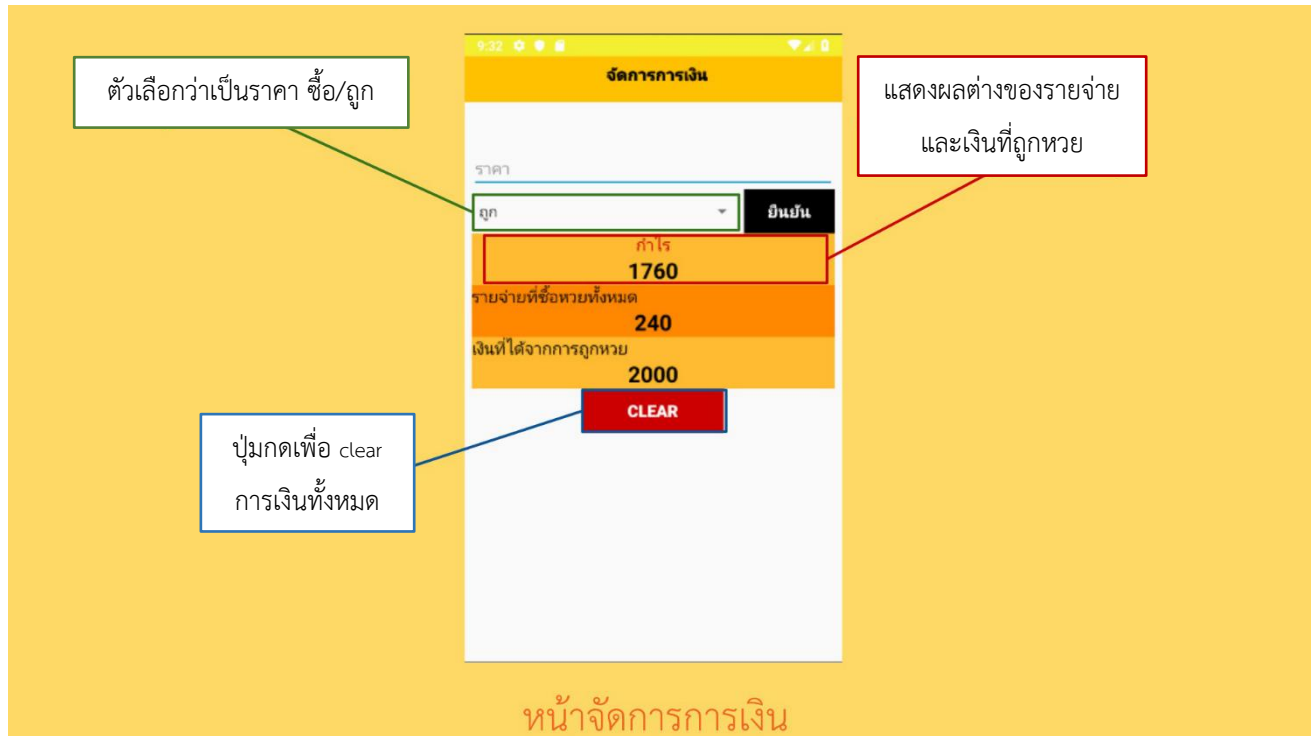 9:32
จัดการการเงิน
ตัวเลือกว่าเป็นราคา ซื้อ/ถูก
แสดงผลต่างของรายจ่าย
และเงินที่ถูกหวย
ราคา
ถูก
ยืนยัน
กำไร
1760
รายจ่ายที่ซื้อหวยทั้งหมด
240
เงินที่ได้จากการถูกหวย
2000
CLEAR
ปุ่มกดเพื่อ clear
การเงินทั้งหมด
หน้าจัดการการเงิน